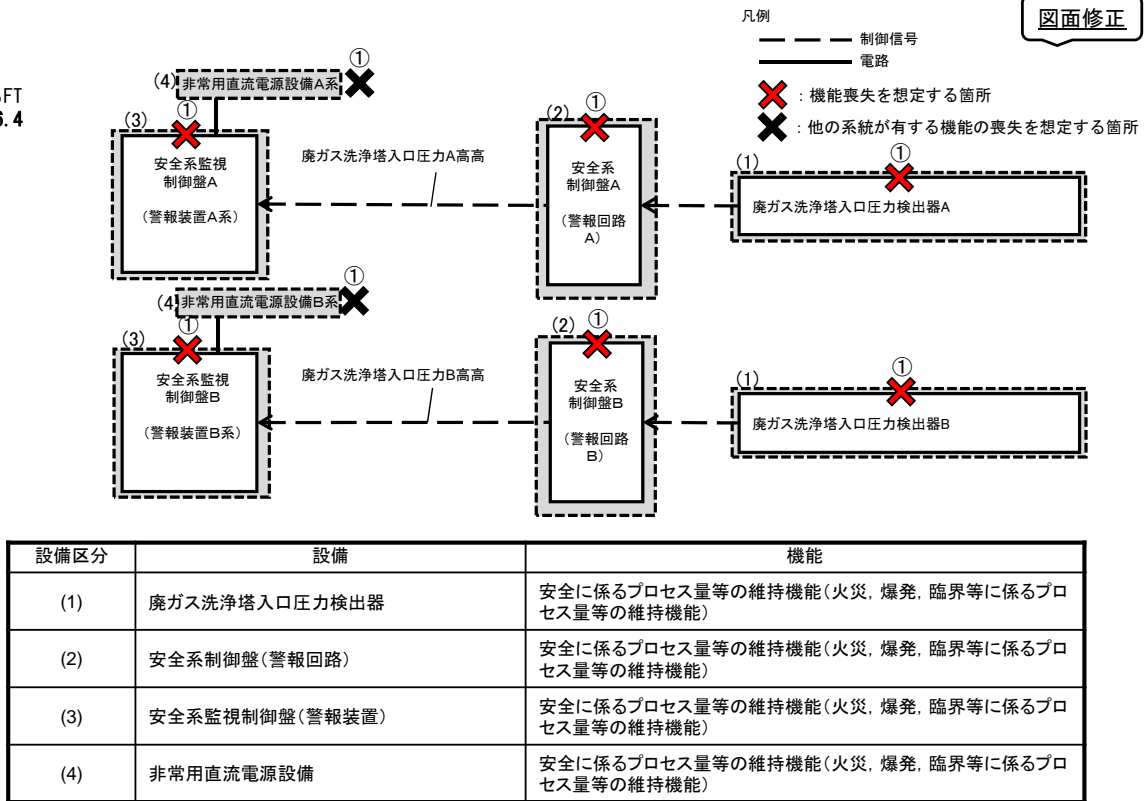 凡例
図面修正
制御信号
電路
：機能喪失を想定する箇所
：他の系統が有する機能の喪失を想定する箇所
FT
6.4
(4)
非常用直流電源設備A系
①
(3)
①
安全系監視
制御盤A
（警報装置A系）
廃ガス洗浄塔入口圧力A高高
(2)
①
安全系
制御盤A
（警報回路
A）
(1)
①
廃ガス洗浄塔入口圧力検出器A
(4)
非常用直流電源設備B系
①
(3)
①
安全系監視
制御盤B
（警報装置B系）
廃ガス洗浄塔入口圧力B高高
(2)
①
安全系
制御盤B
（警報回路
B）
(1)
①
廃ガス洗浄塔入口圧力検出器B
設備区分 設備 機能
(1) 廃ガス洗浄塔入口圧力検出器 安全に係るプロセス量等の維持機能（火災，爆発，臨界等に係るプロ
セス量等の維持機能）
(2) 安全系制御盤（警報回路） 安全に係るプロセス量等の維持機能（火災，爆発，臨界等に係るプロ
セス量等の維持機能）
(3) 安全系監視制御盤（警報装置） 安全に係るプロセス量等の維持機能（火災，爆発，臨界等に係るプロ
セス量等の維持機能）
(4) 非常用直流電源設備 安全に係るプロセス量等の維持機能（火災，爆発，臨界等に係るプロ
セス量等の維持機能）